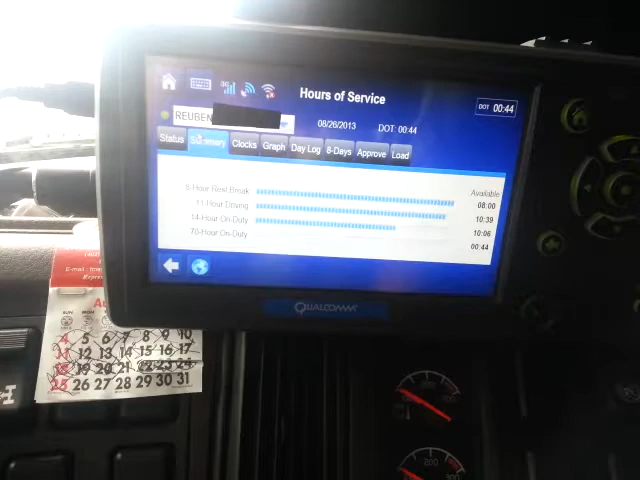 3G
Hours of Service
DOT 00:44
REUBEN
08/26/2013
DOT: 00:44
Status Summary Clocks Graph Day Log 8-Days Approve Load
Available
8-Hour Rest Break 08:00
11-Hour Driving 10:39
14-Hour On-Duty 10:06
70-Hour On-Duty 00:44
QUALCOMM
E-mail:
SUN MON
4 5 6 7 8 9 10
11 12 13 14 15 16 17
18 19 20 21 22 23 24
25 26 27 28 29 30 31